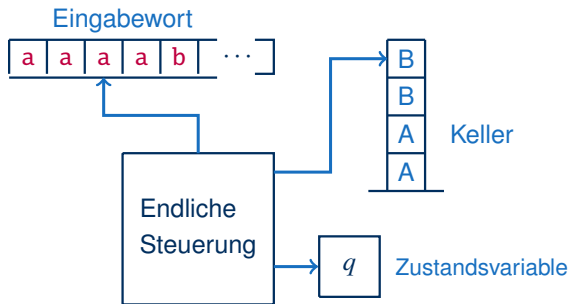 Eingabewort
a a a a b ···
B
B
A
A
Keller
Endliche
Steuerung
q
Zustandsvariable